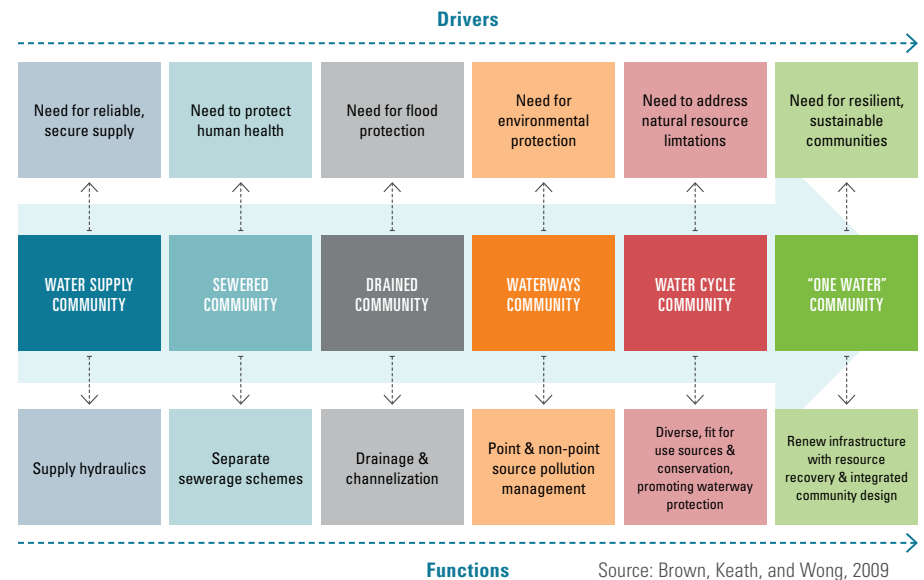 Drivers
Need for reliable,
secure supply
Need to protect
human health
Need for flood
protection
Need for
environmental
protection
Need to address
natural resource
limtations
Need for resilient,
sustainable
communities
WATER SUPPLY
COMMUNITY
SEWERED
COMMUNITY
DRAINED
COMMUNITY
WATERWAYS
COMMUNITY
WATER CYCLE
COMMUNITY
"ONE WATER"
COMMUNITY
Supply hydraulics
Separate
sewerage schemes
Drainage &
channelization
Point & non-point
source pollution
management
Diverse, fit for
use sources &
conservation,
promoting waterway
protection
Renew infrastructure
with resource
recovery & integrated
community design
Functions
Source: Brown, Keath, and Wong, 2009